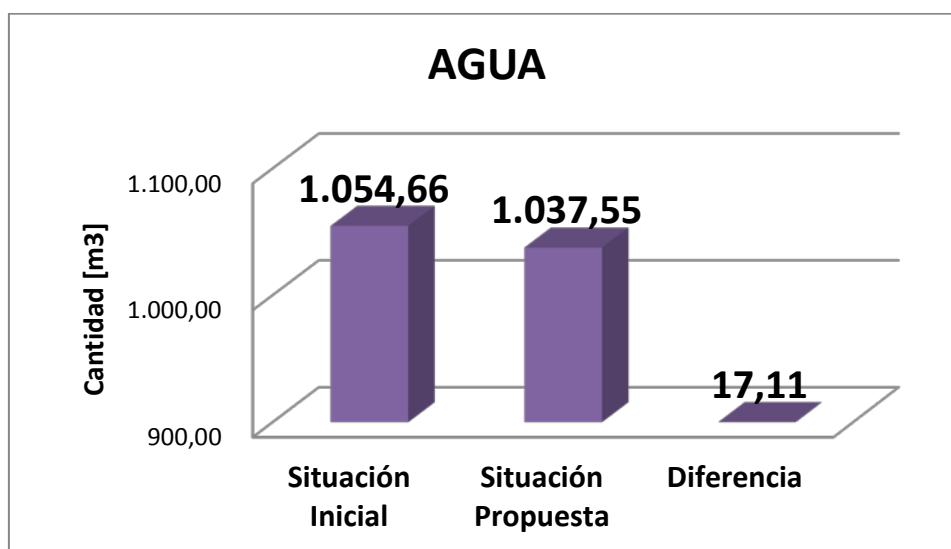 AGUA
Cantidad [m3]
1.100,00
1.000,00
900,00
1.054,66
1.037,55
17,11
Situación
Inicial
Situación
Propuesta
Diferencia